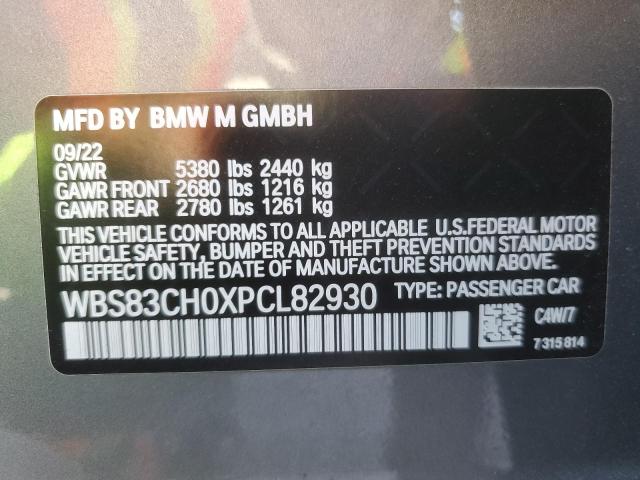 MFD BY BMW M GMBH
09/22
GVWR 5380 lbs 2440 kg
GAWR FRONT 2680 lbs 1216 kg
GAWR REAR 2780 lbs 1261 kg
THIS VEHICLE CONFORMS TO ALL APPLICABLE U.S.FEDERAL MOTOR
VEHICLE SAFETY, BUMPER AND THEFT PREVENTION STANDARDS
IN EFFECT ON THE DATE OF MANUFACTURE SHOWN ABOVE.
WBS83CH0XPCL82930 TYPE: PASSENGER CAR
C4W/7
7 315 814